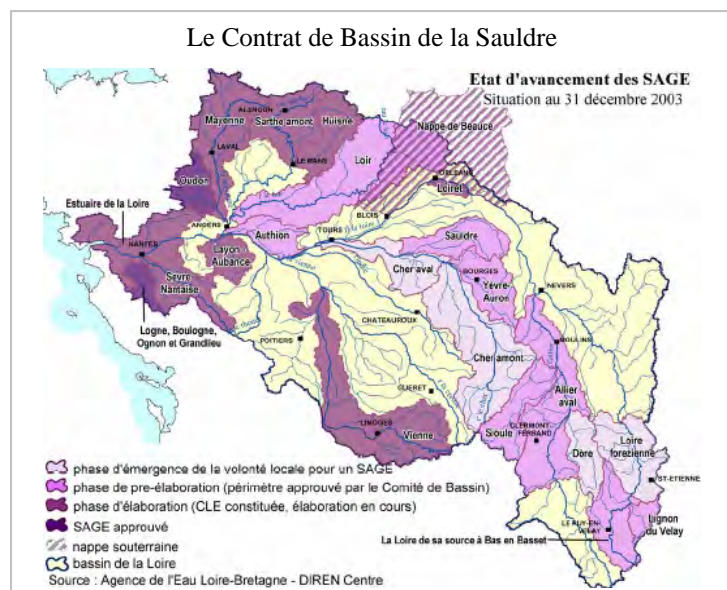 Le Contrat de Bassin de la Sauldre
Etat d'avancement des SAGE
Situation au 31 décembre 2003
Nappe de Beauce
ALENÇON
Mayenne
Sarthe amont
Huisne
LAVAL
LE MANS
Loir
Oudon
ORLEANS
Loiret
Estuaire de la Loire
ANGERS
BLOIS
Authion
TOURS
la loire
Sauldre
NANTES
Layon
Aubance
Cher aval
BOURGES
Yèvre-
Auron
NEVERS
Sevre
Nantaise
CHATEAUROUX
Logne, Boulogne,
Ognon et Grandlieu
POITIERS
MOULINS
Cher amont
Allier
aval
GUERET
LIMOGES
Vienne
Sioule
CLERMONT-
FERRAND
Dore
Loire
forezienne
ST-ETIENNE
LE PUY-EN-
VELAY
Lignon
du Velay
La Loire de sa source à Bas en Basset
phase d'émergence de la volonté locale pour un SAGE
phase de pre-élaboration (périmètre approuvé par le Comité de Bassin)
phase d'élaboration (CLE constituée, élaboration en cours)
SAGE approuvé
nappe souterraine
bassin de la Loire
Source : Agence de l'Eau Loire-Bretagne - DIREN Centre